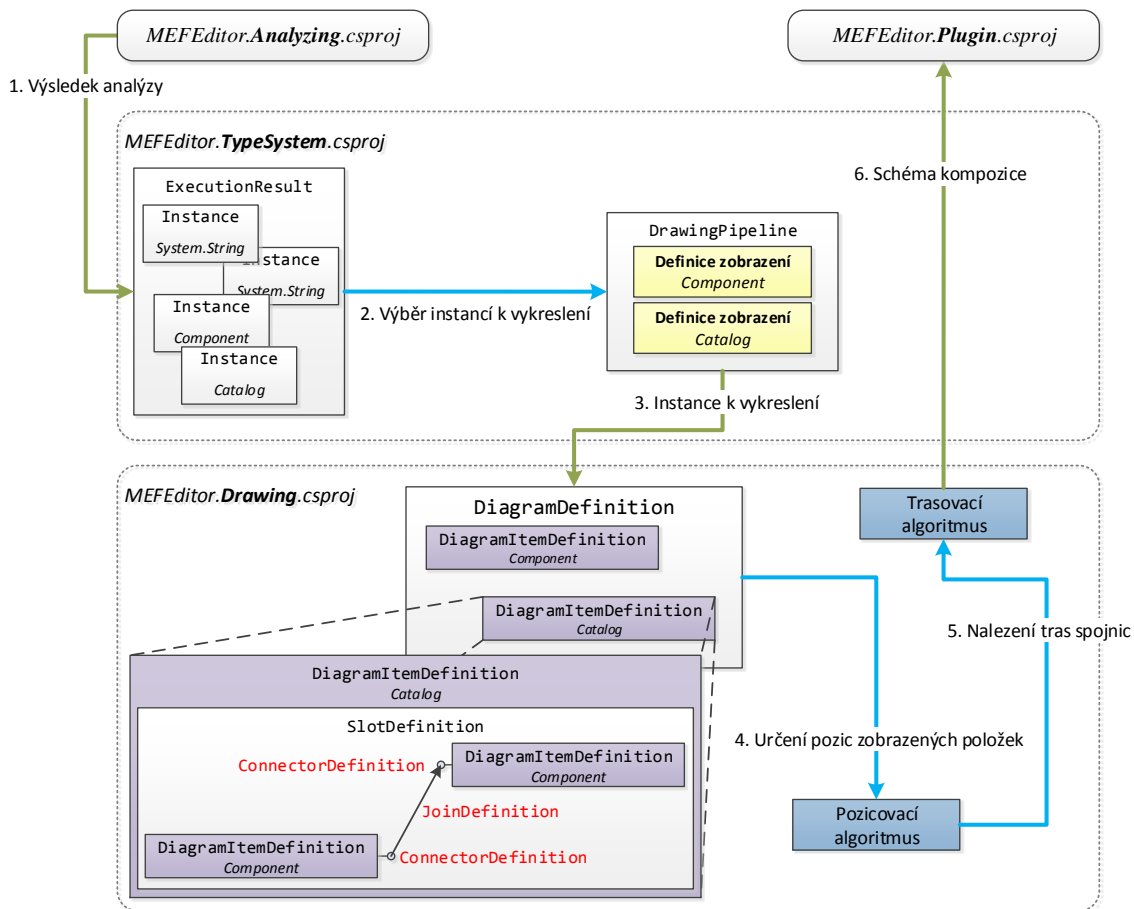 MEFEditor.Analyzing.csproj
MEFEditor.Plugin.csproj
1. Výsledek analýzy
MEFEditor.TypeSystem.csproj
6. Schéma kompozice
ExecutionResult
Instance
System.String
Instance
System.String
Instance
Component
Instance
Catalog
2. Výběr instancí k vykreslení
DrawingPipeline
Definice zobrazení
Component
Definice zobrazení
Catalog
3. Instance k vykreslení
MEFEditor.Drawing.csproj
DiagramDefinition
DiagramItemDefinition
Component
DiagramItemDefinition
Catalog
Trasovací
algoritmus
5. Nalezení tras spojnic
DiagramItemDefinition
Catalog
SlotDefinition
ConnectorDefinition
DiagramItemDefinition
Component
JoinDefinition
DiagramItemDefinition
Component
ConnectorDefinition
4. Určení pozic zobrazených položek
Pozicovací
algoritmus